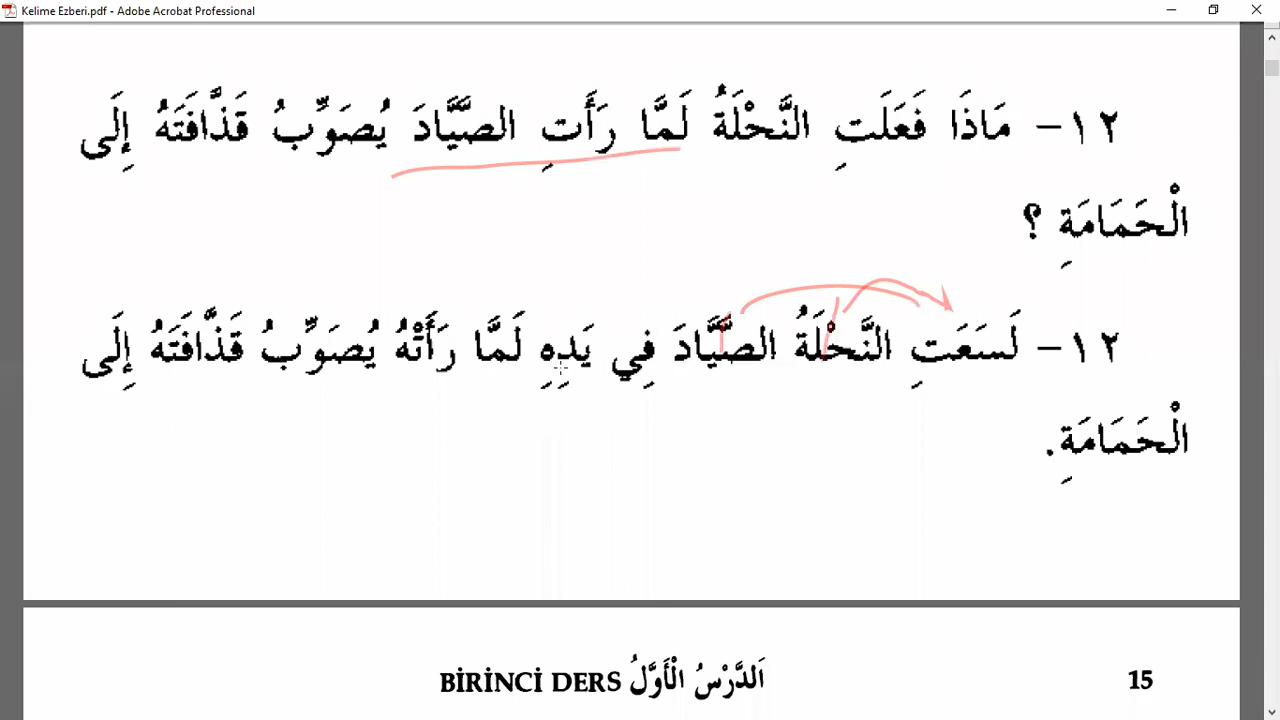 Kelime Ezberi.pdf - Adobe Acrobat Professional
١٢- مَاذَا فَعَلَتِ النَّحْلَةُ لَمَّا رَأَتِ الصَّيَّادَ يُصَوِّبُ قَذَّافَتَهُ إِلَى
الْحَمَامَةِ ؟
١٢- لَسَعَتِ النَّحْلَةُ الصَّيَّادَ فِي يَدِهِ لَمَّا رَأَتْهُ يُصَوِّبُ قَذَّافَتَهُ إِلَى
الْحَمَامَةِ.
BİRİNCİ DERS اَلدَّرْسُ الْأَوَّلُ 15